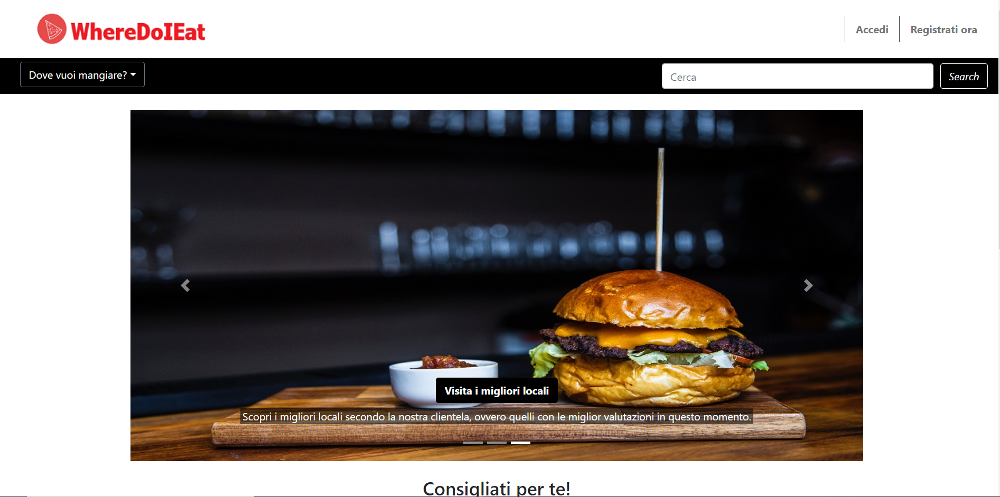 WhereDoIEat
Accedi
Registrati ora
Dove vuoi mangiare?
Cerca
Search
Visita i migliori locali
Scopri i migliori locali secondo la nostra clientela, ovvero quelli con le miglior valutazioni in questo momento.
Consigliati per te!